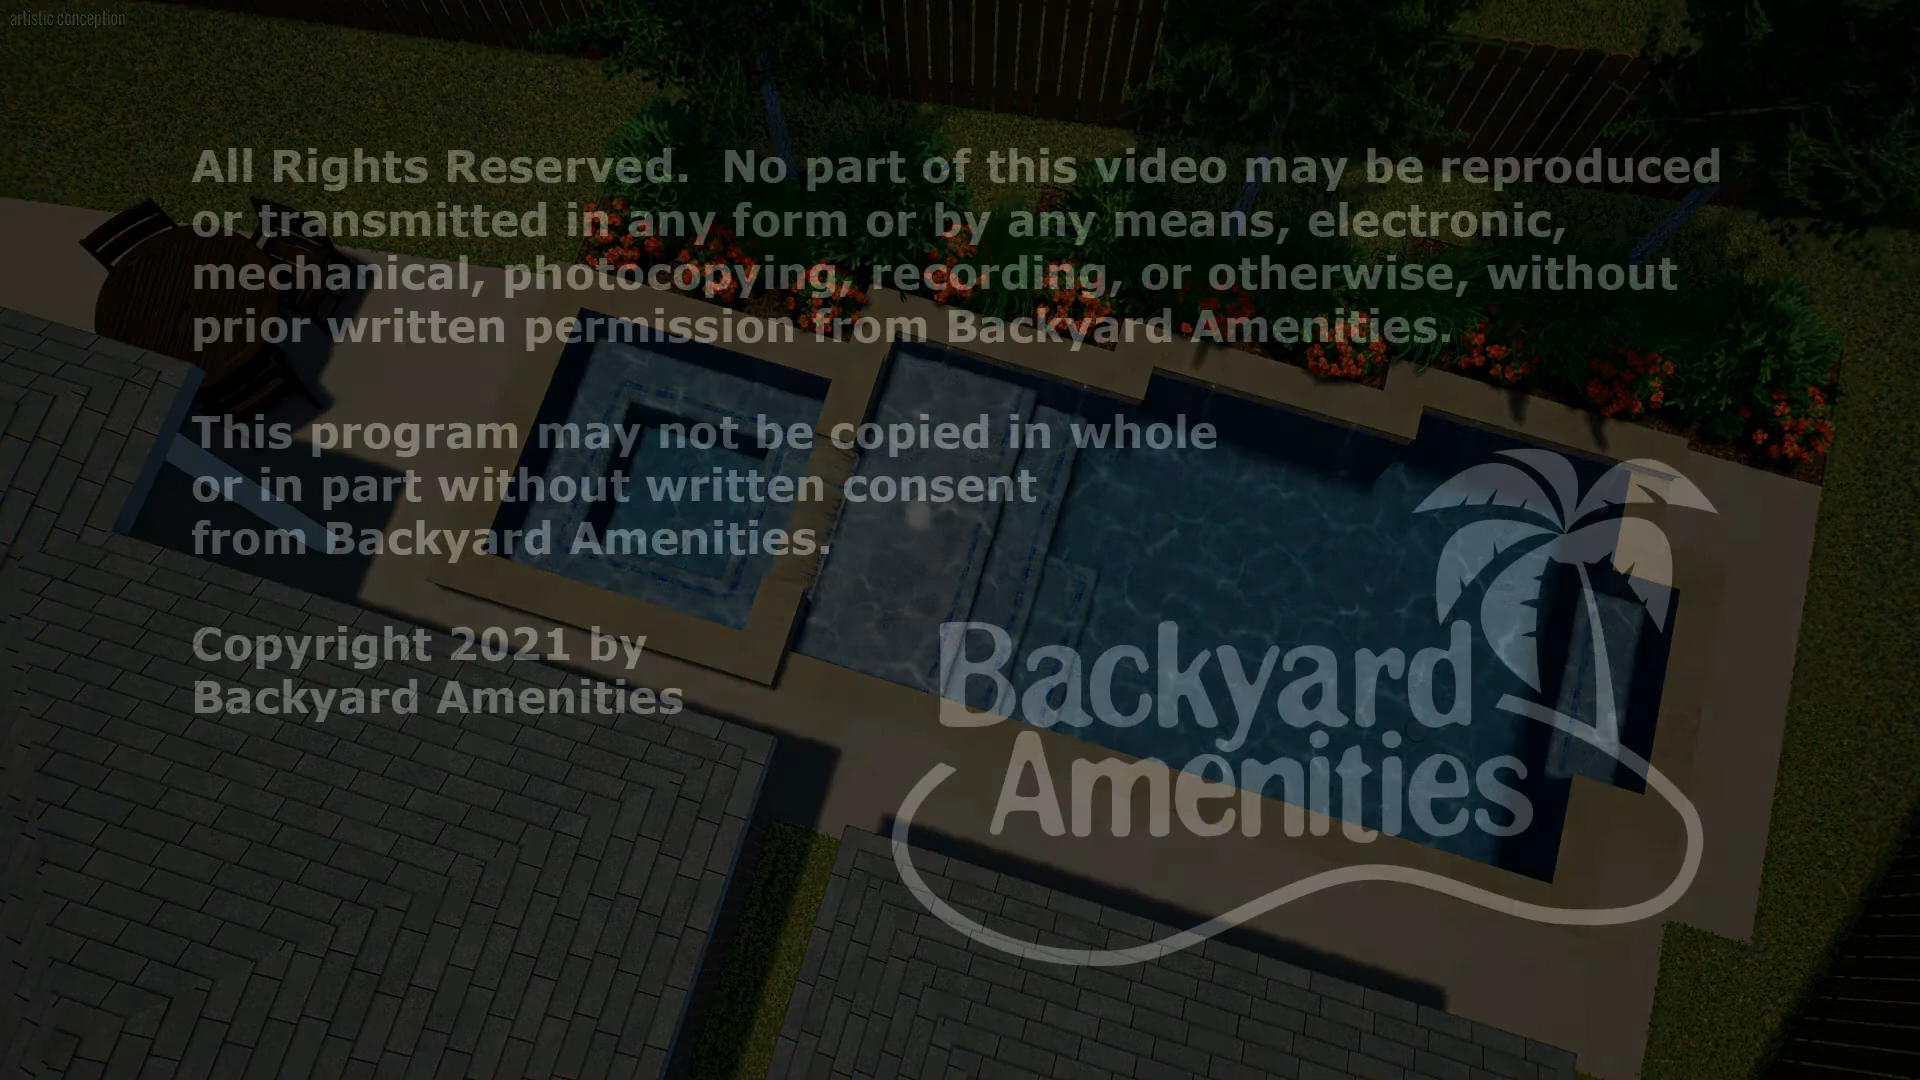 artistic conception
All Rights Reserved.  No part of this video may be reproduced
or transmitted in any form or by any means, electronic,
mechanical, photocopying, recording, or otherwise, without
prior written permission from Backyard Amenities.
This program may not be copied in whole
or in part without written consent
from Backyard Amenities.
Copyright 2021 by
Backyard Amenities
Backyard
Amenities